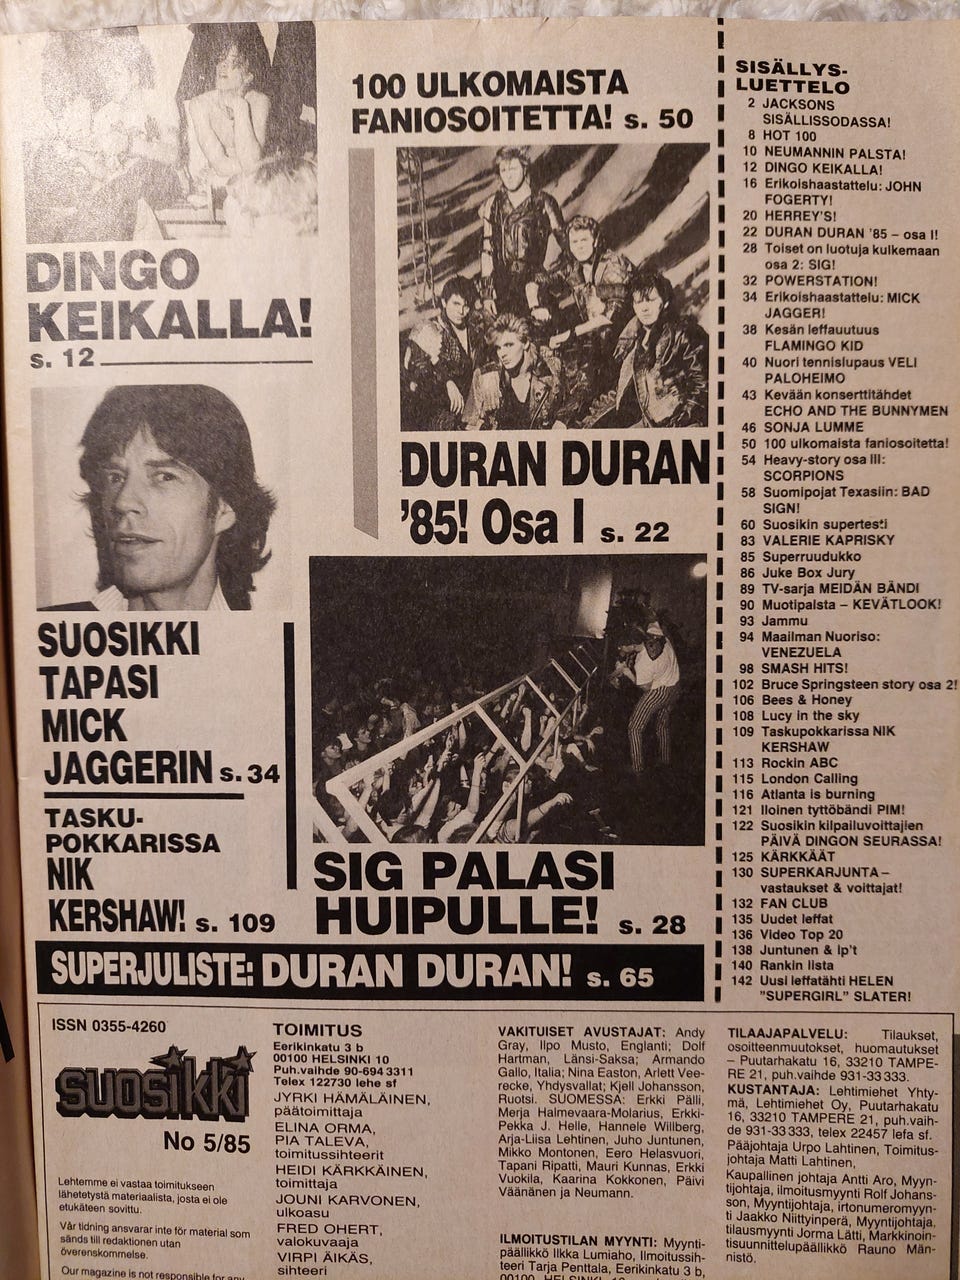 100 ULKOMAISTA
FANIOSOITETTA! s. 50
DINGO
KEIKALLA!
s. 12
DURAN DURAN
'85! Osa I s. 22
SUOSIKKI
TAPASI
MICK
JAGGERIN s. 34
TASKU-
POKKARISSA
NIK
KERSHAW! s. 109
SIG PALASI
HUIPULLE! s. 28
SUPERJULISTE: DURAN DURAN! s. 65
SISÄLLYS-
LUETTELO
2 JACKSONS
SISÄLLISSODASSA!
8 HOT 100
10 NEUMANNIN PALSTA!
12 DINGO KEIKALLA!
16 Erikoishaastattelu: JOHN
FOGERTY!
20 HERREY'S!
22 DURAN DURAN '85 – osa I!
28 Toiset on luotuja kulkemaan
osa 2: SIG!
32 POWERSTATION!
34 Erikoishaastattelu: MICK
JAGGER!
38 Kesän leffauutuus
FLAMINGO KID
40 Nuori tennislupaus VELI
PALOHEIMO
43 Kevään konserttitähdet
ECHO AND THE BUNNYMEN
46 SONJA LUMME
50 100 ulkomaista faniosoitetta!
54 Heavy-story osa III:
SCORPIONS
58 Suomipojat Texasiin: BAD
SIGN!
60 Suosikin supertesti
83 VALERIE KAPRISKY
85 Superruudukko
86 Juke Box Jury
89 TV-sarja MEIDÄN BÄNDI
90 Muotipalsta – KEVÄTLOOK!
93 Jammu
94 Maailman Nuoriso:
VENEZUELA
98 SMASH HITS!
102 Bruce Springsteen story osa 2!
106 Bees & Honey
108 Lucy in the sky
109 Taskupokkarissa NIK
KERSHAW
113 Rockin ABC
115 London Calling
116 Atlanta is burning
121 Iloinen tyttöbändi PIM!
122 Suosikin kilpailuvoittajien
PÄIVÄ DINGON SEURASSA!
125 KÄRKKÄÄT
130 SUPERKARJUNTA –
vastaukset & voittajat!
132 FAN CLUB
135 Uudet leffat
136 Video Top 20
138 Juntunen & lp't
140 Rankin lista
142 Uusi leffatähti HELEN
"SUPERGIRL" SLATER!
ISSN 0355-4260
suosikki
No 5/85
Lehtemme ei vastaa toimitukseen
lähetetystä materiaalista, josta ei ole
etukäteen sovittu.
Vår tidning ansvarar inte för material som
sänds till redaktionen utan
överenskommelse.
Our magazine is not responsible for any
TOIMITUS
Eerikinkatu 3 b
00100 HELSINKI 10
Puh.vaihde 90-694 3311
Telex 122730 lehe sf
JYRKI HÄMÄLÄINEN,
päätoimittaja
ELINA ORMA,
PIA TALEVA,
toimitussihteerit
HEIDI KÄRKKÄINEN,
toimittaja
JOUNI KARVONEN,
ulkoasu
FRED OHERT,
valokuvaaja
VIRPI ÄIKÄS,
sihteeri
VAKITUISET AVUSTAJAT: Andy
Gray, Ilpo Musto, Englanti; Dolf
Hartman, Länsi-Saksa; Armando
Gallo, Italia; Nina Easton, Arlett Vee-
recke, Yhdysvallat; Kjell Johansson,
Ruotsi. SUOMESSA: Erkki Pälli,
Merja Halmevaara-Molarius, Erkki-
Pekka J. Helle, Hannele Willberg,
Arja-Liisa Lehtinen, Juho Juntunen,
Mikko Montonen, Eero Helasvuori,
Tapani Ripatti, Mauri Kunnas, Erkki
Vuokila, Kaarina Kokkonen, Päivi
Väänänen ja Neumann.
ILMOITUSTILAN MYYNTI: Myynti-
päällikkö Ilkka Lumiaho, Ilmoitussih-
teeri Tarja Penttala, Eerikinkatu 3 b,
TILAAJAPALVELU: Tilaukset,
osoitteenmuutokset, huomautukset
– Puutarhakatu 16, 33210 TAMPE-
RE 21, puh.vaihde 931-33 333.
KUSTANTAJA: Lehtimiehet Yhty-
mä, Lehtimiehet Oy, Puutarhakatu
16, 33210 TAMPERE 21, puh.vaih-
de 931-33 333, telex 22457 lefa sf.
Pääjohtaja Urpo Lahtinen, Toimitus-
johtaja Matti Lahtinen,
Kaupallinen johtaja Antti Aro, Myyn-
tijohtaja, ilmoitusmyynti Rolf Johans-
son, Myyntijohtaja, irtonumeromyyn-
ti Jaakko Niittyinperä, Myyntijohtaja,
tilausmyynti Jorma Lätti, Markkinoin-
tisuunnittelupäällikkö Rauno Män-
nistö.